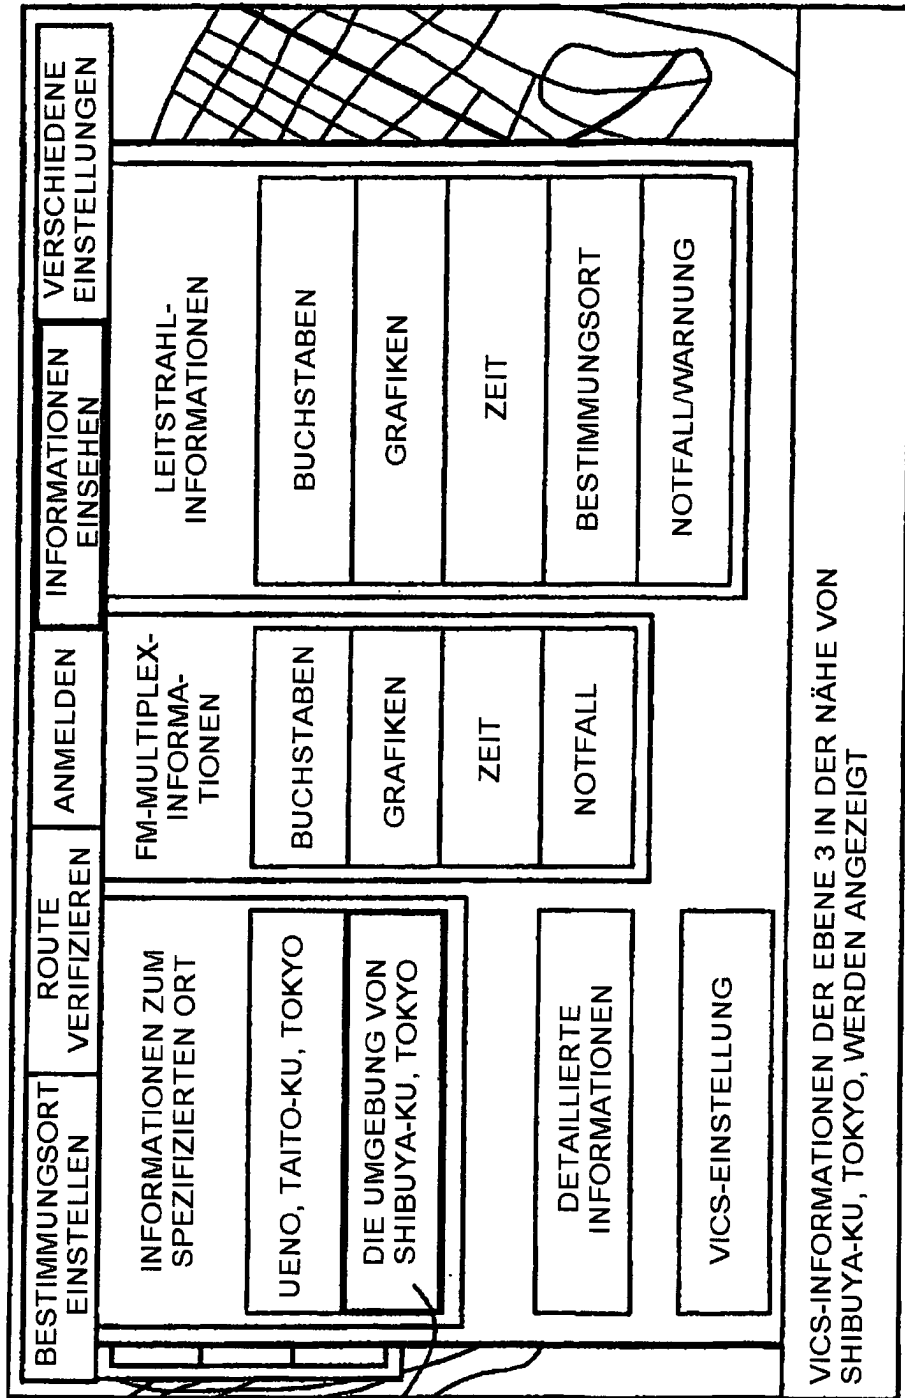 BESTIMMUNGSORT
EINSTELLEN
ROUTE
VERIFIZIEREN
ANMELDEN
INFORMATIONEN
EINSEHEN
VERSCHIEDENE
EINSTELLUNGEN
INFORMATIONEN ZUM
SPEZIFIZIERTEN ORT
UENO, TAITO-KU, TOKYO
DIE UMGEBUNG VON
SHIBUYA-KU, TOKYO
DETAILLIERTE
INFORMATIONEN
VICS-EINSTELLUNG
FM-MULTIPLEX-
INFORMA-
TIONEN
BUCHSTABEN
GRAFIKEN
ZEIT
NOTFALL
LEITSTRAHL-
INFORMATIONEN
BUCHSTABEN
GRAFIKEN
ZEIT
BESTIMMUNGSORT
NOTFALL/WARNUNG
VICS-INFORMATIONEN DER EBENE 3 IN DER NÄHE VON
SHIBUYA-KU, TOKYO, WERDEN ANGEZEIGT